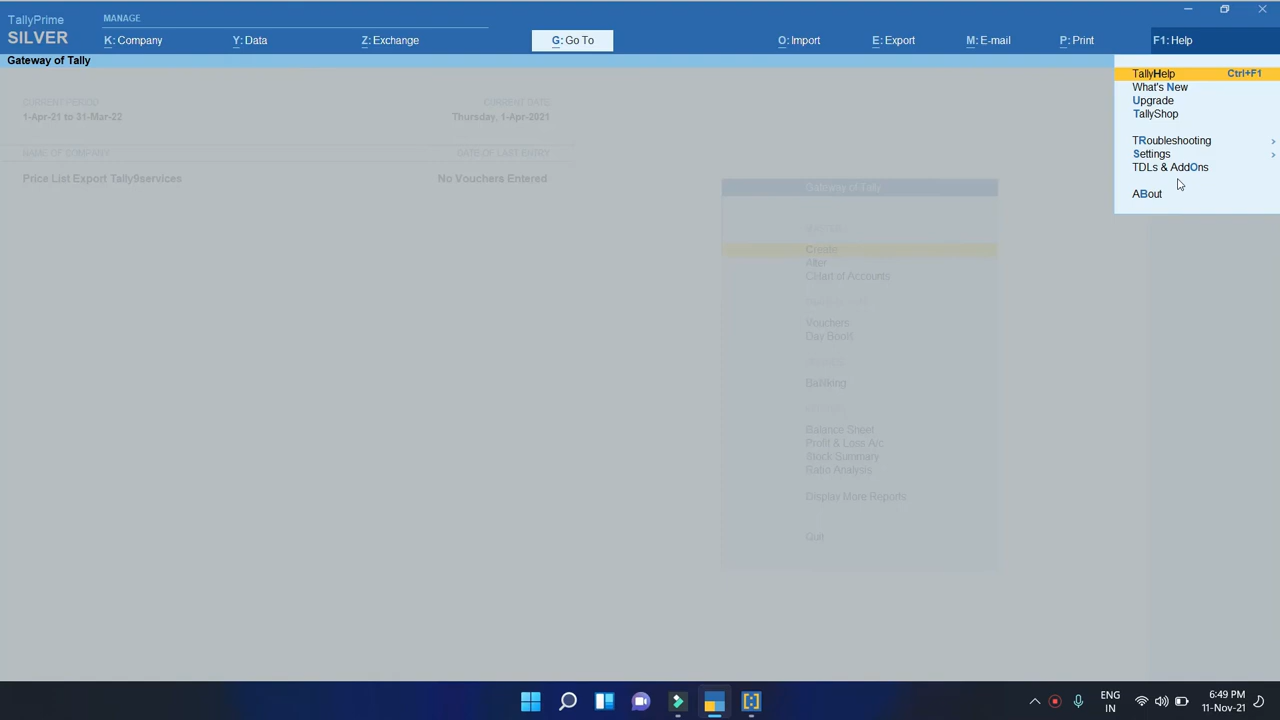 TallyPrime
SILVER
MANAGE
K: Company
Y: Data
Z: Exchange
G: Go To
O: Import
E: Export
M: E-mail
P: Print
F1: Help
Gateway of Tally
TallyHelp Ctrl+F1
What's New
Upgrade
TallyShop
TRoubleshooting
Settings
TDLs & AddOns
ABout
CURRENT PERIOD
1-Apr-21 to 31-Mar-22
CURRENT DATE
Thursday, 1-Apr-2021
NAME OF COMPANY
Price List Export Tally9services
DATE OF LAST ENTRY
No Vouchers Entered
Gateway of Tally
Create
Alter
CHart of Accounts
Vouchers
Day BooK
BaNking
Balance Sheet
Profit & Loss A/c
Stock Summary
Ratio Analysis
Display More Reports
Quit
ENG
IN
6:49 PM
11-Nov-21